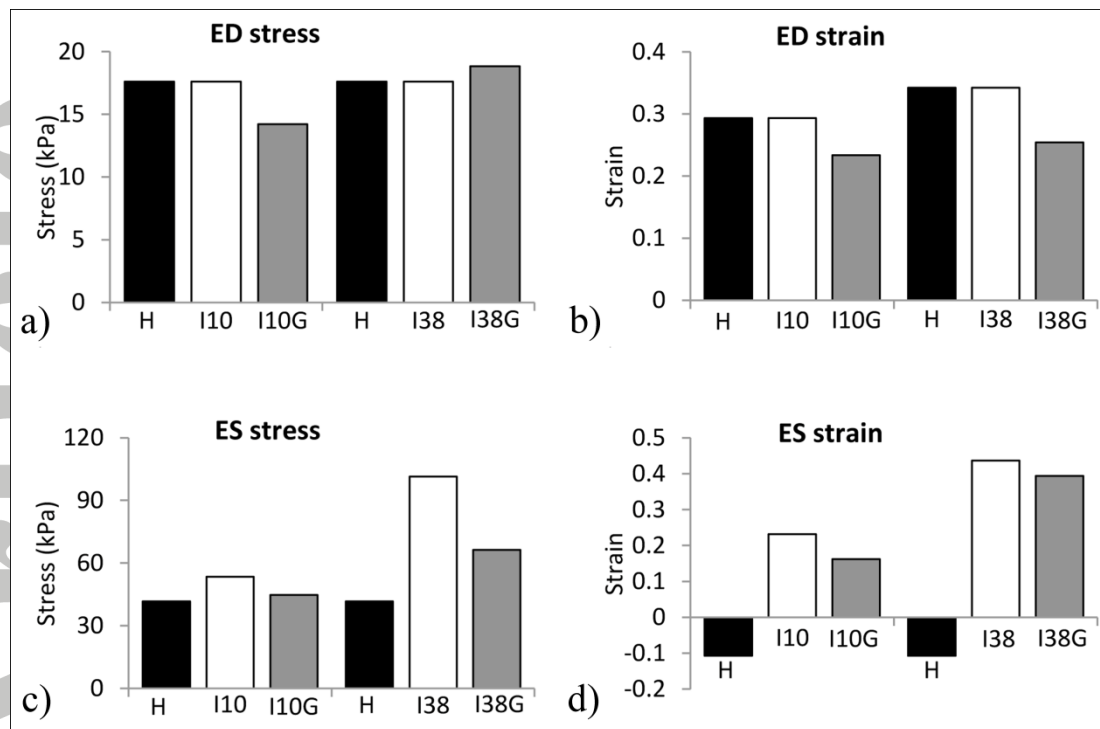 ED stress
Stress (kPa)
20
15
10
5
0
H I10 I10G H I38 I38G
a)
ED strain
Strain
0.4
0.3
0.2
0.1
0
H I10 I10G H I38 I38G
b)
ES stress
Stress (kPa)
120
90
60
30
0
H I10 I10G H I38 I38G
c)
ES strain
Strain
0.5
0.4
0.3
0.2
0.1
0
-0.1
-0.2
H I10 I10G H I38 I38G
d)